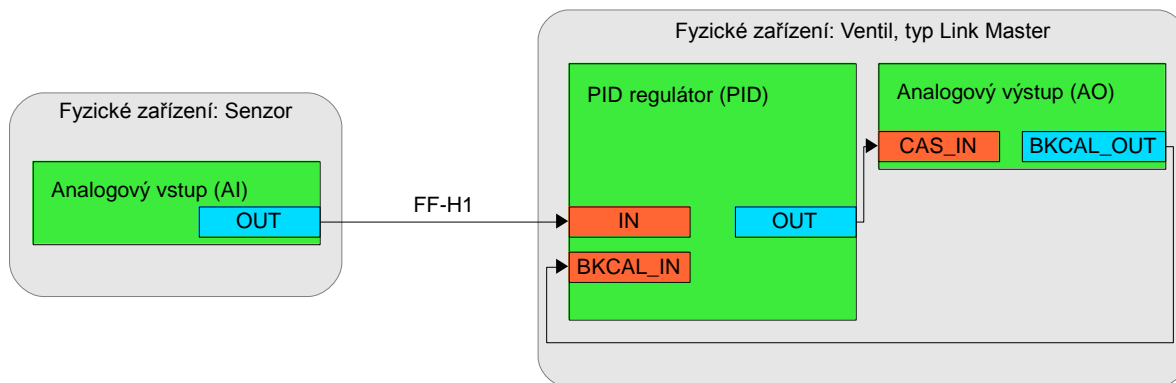 Fyzické zařízení: Ventil, typ Link Master
Fyzické zařízení: Senzor
PID regulátor (PID)
Analogový výstup (AO)
CAS_IN
BKCAL_OUT
Analogový vstup (AI)
OUT
FF-H1
IN
OUT
BKCAL_IN